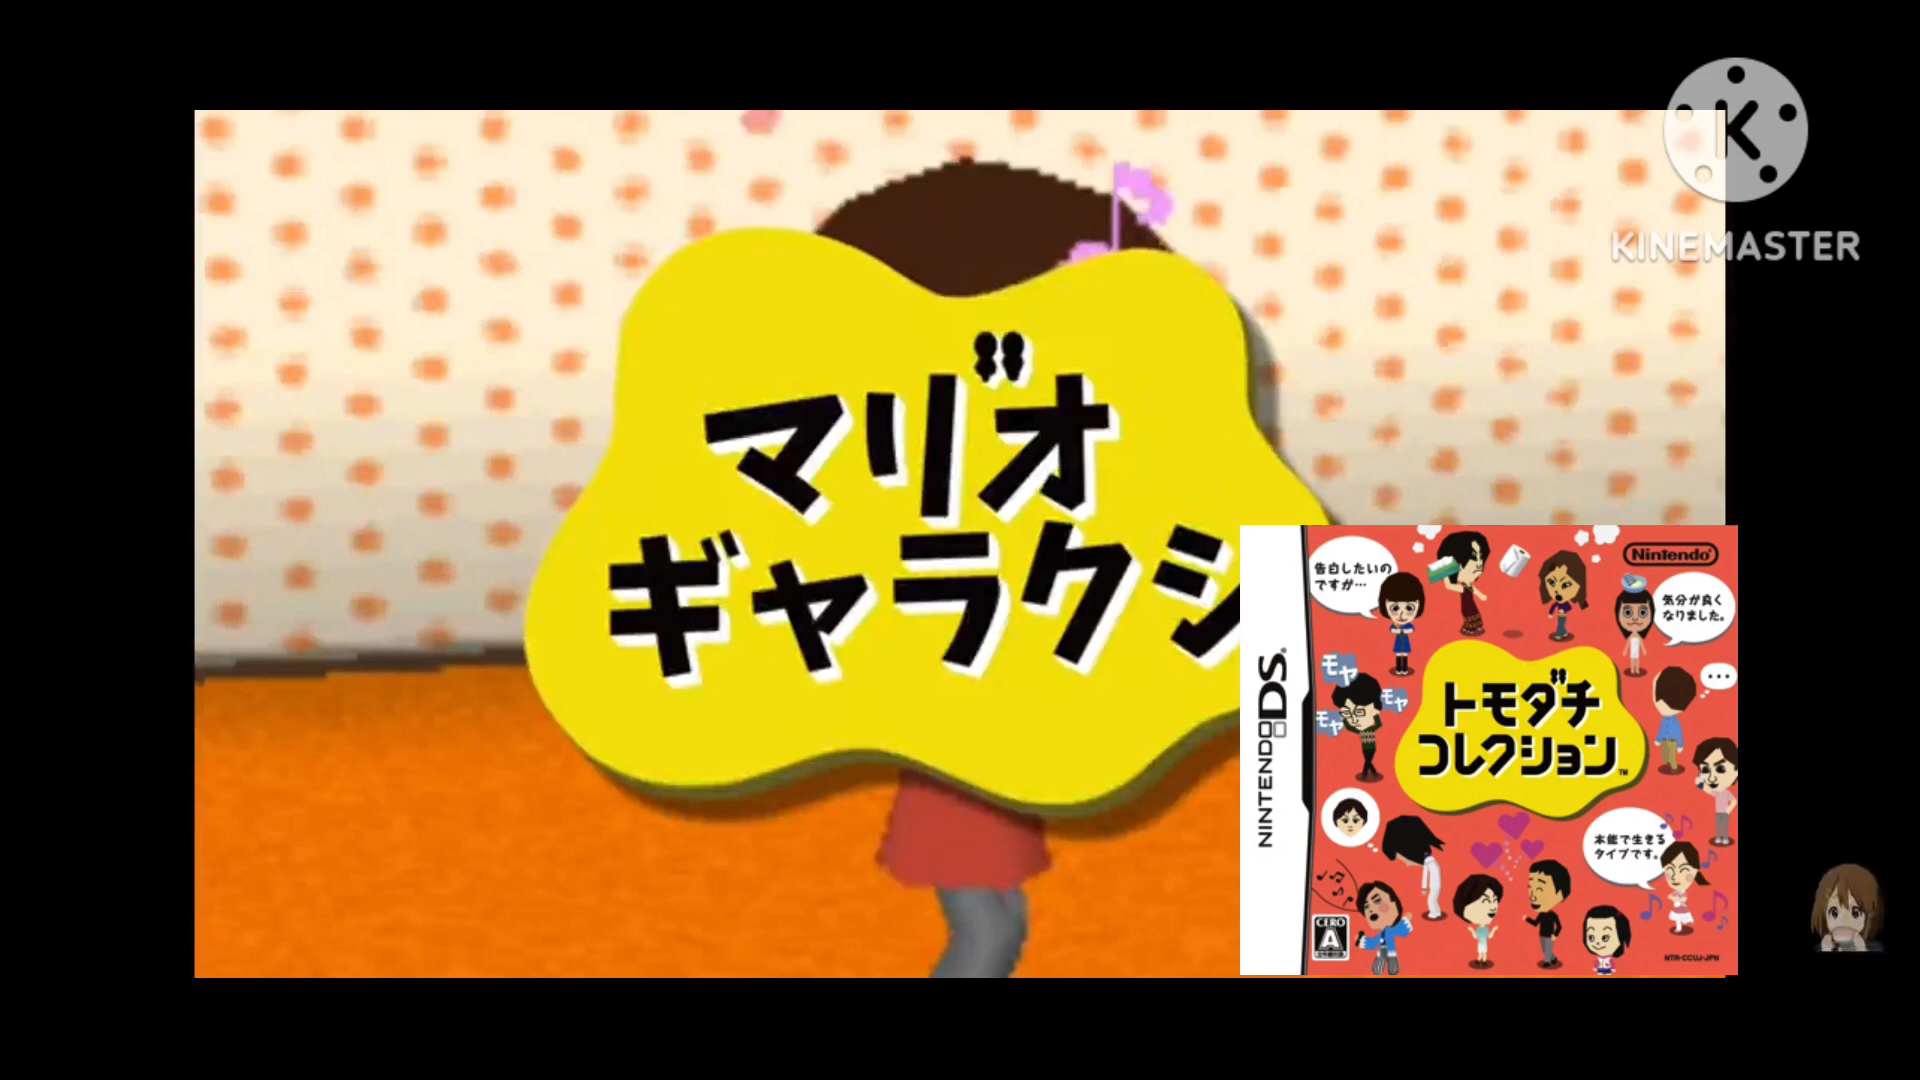 KINEMASTER
マリオ
ギャラクシ
NINTENDO DS
Nintendo
告白したいの
ですが…
気分が良く
なりました。
モヤ
モヤ
モヤ
トモダチ
コレクション
TM
本能で生きる
タイプです。
CERO
A
NTR-CCUJ-JPN